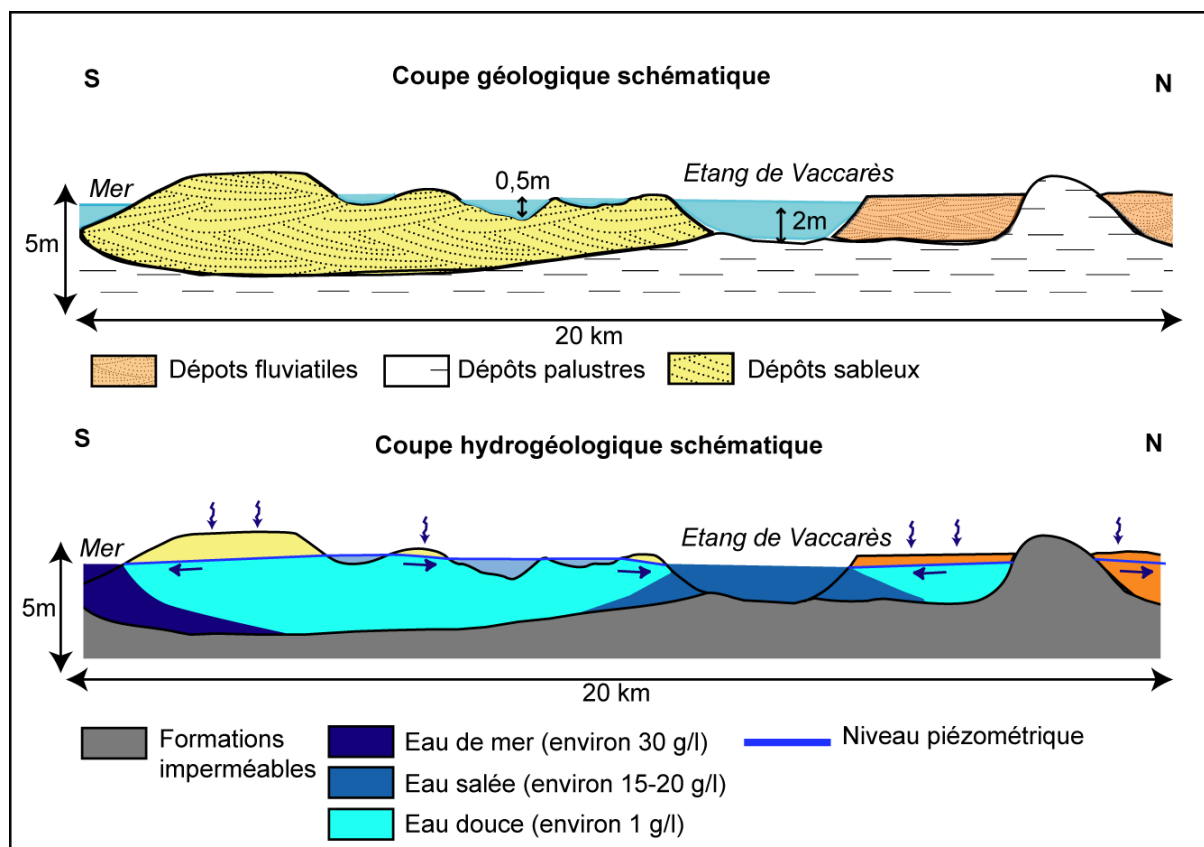 S
Coupe géologique schématique
N
Mer
0,5m
Etang de Vaccarès
2m
5m
20 km
Dépots fluviatiles
Dépôts palustres
Dépôts sableux
S
Coupe hydrogéologique schématique
N
Mer
Etang de Vaccarès
5m
20 km
Formations
imperméables
Eau de mer (environ 30 g/l)
Niveau piézométrique
Eau salée (environ 15-20 g/l)
Eau douce (environ 1 g/l)